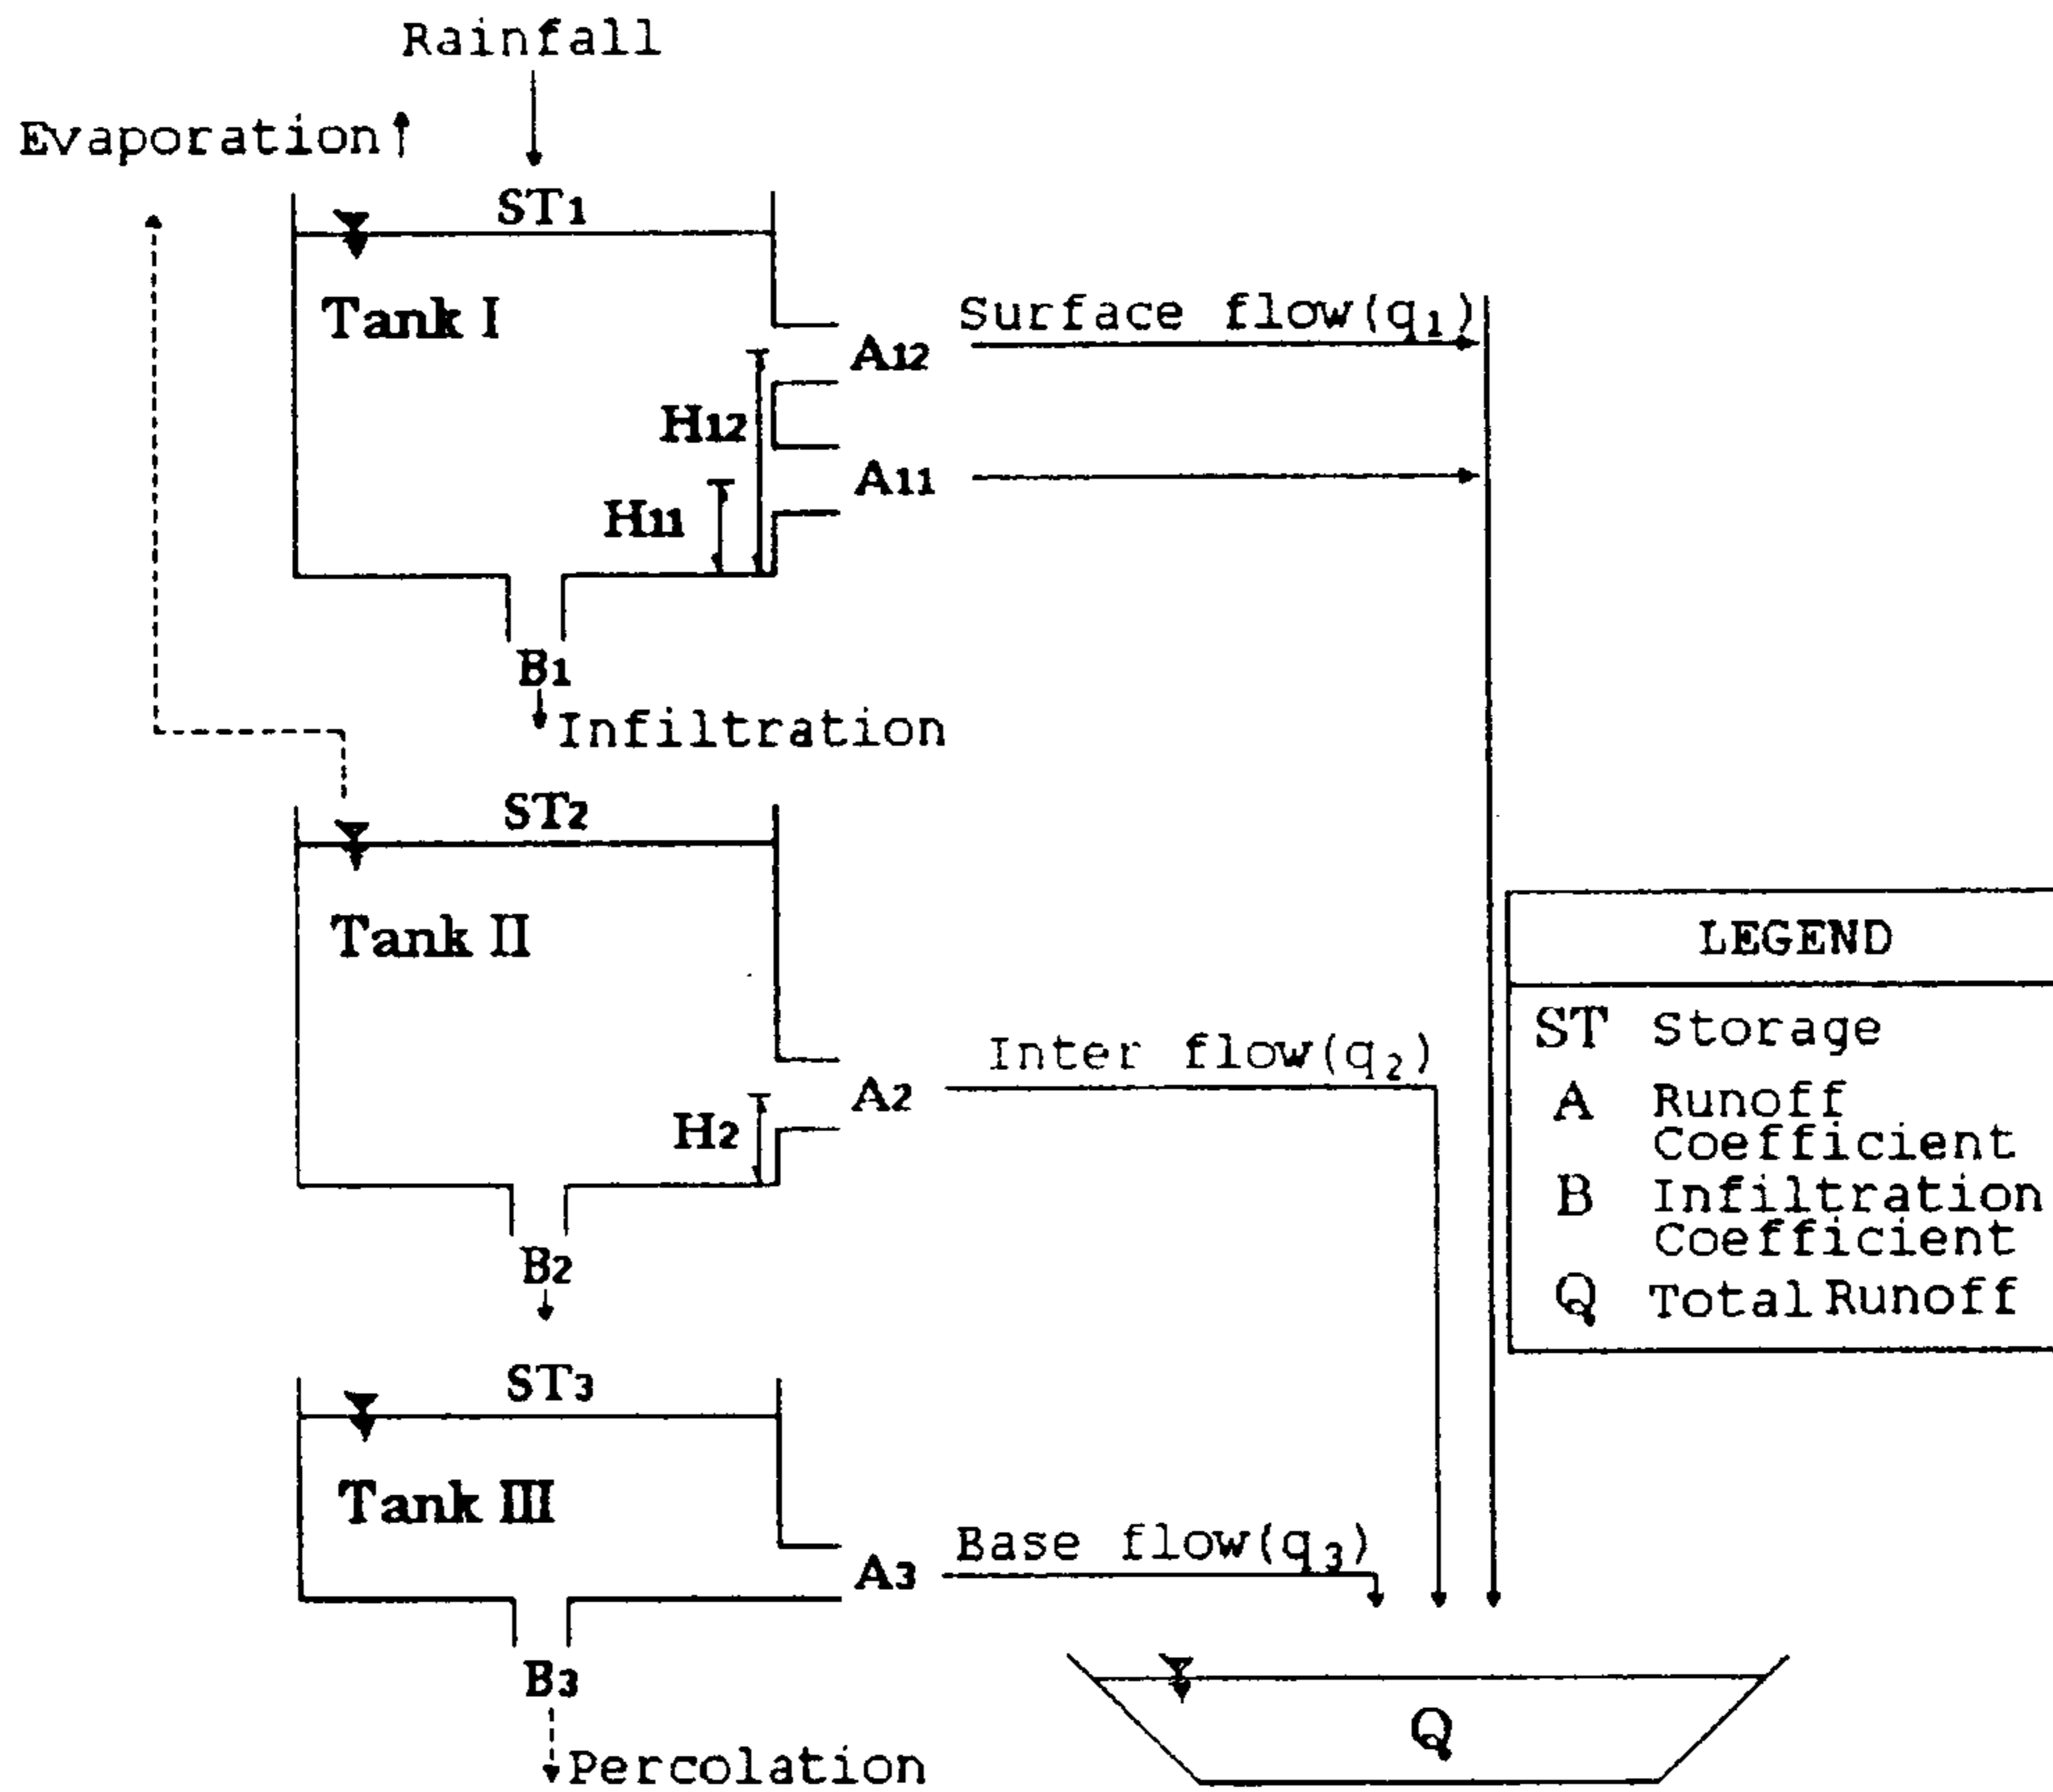 Rainfall
Evaporation
ST1
Tank I
Surface flow(q1)
A12
H12
A11
H11
B1
Infiltration
ST2
Tank II
Inter flow(q2)
A2
H2
B2
ST3
Tank III
Base flow(q3)
A3
B3
Percolation
Q
LEGEND
ST Storage
A Runoff
Coefficient
B Infiltration
Coefficient
Q Total Runoff